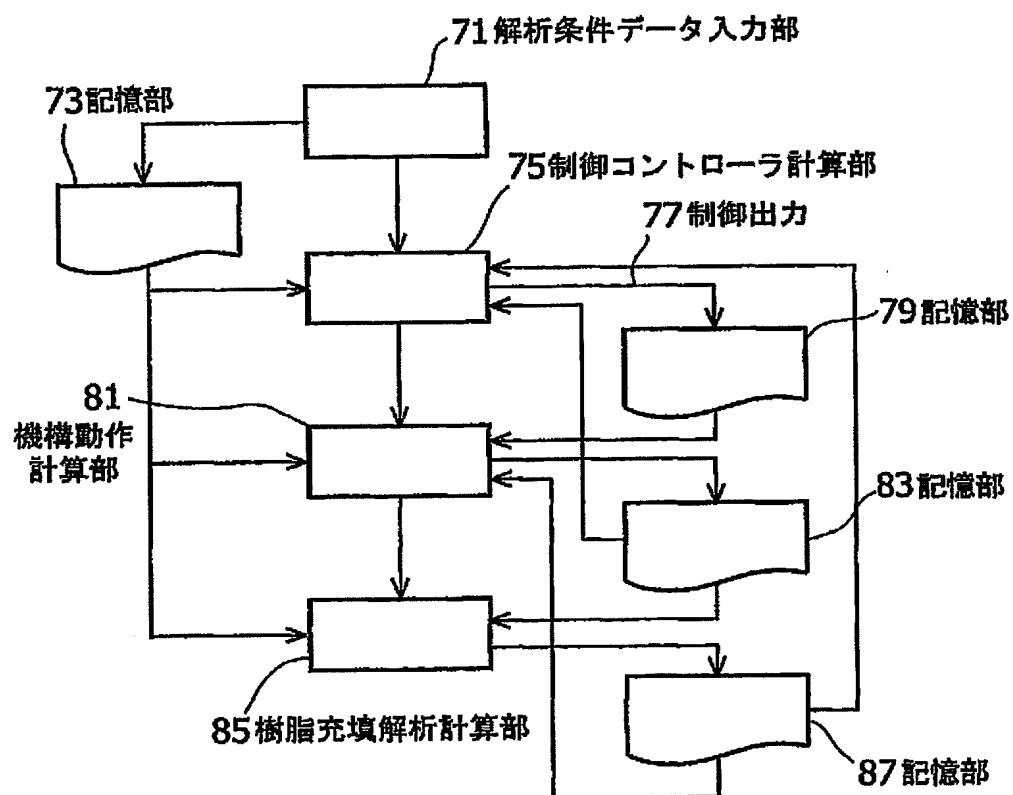 71解析条件データ入力部
73記憶部
75制御コントローラ計算部
77制御出力
79記憶部
81
機構動作
計算部
83記憶部
85樹脂充填解析計算部
87記憶部